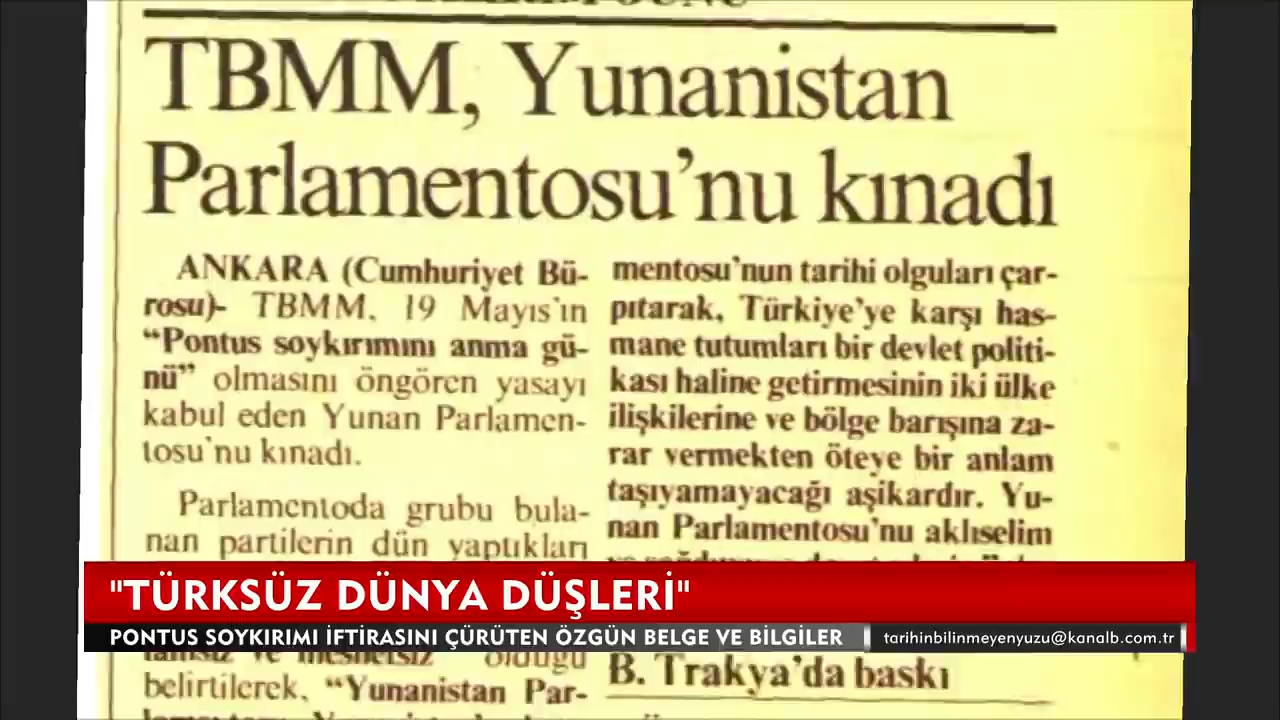 TBMM, Yunanistan
Parlamentosu'nu kınadı
ANKARA (Cumhuriyet Bü-
rosu)- TBMM, 19 Mayıs'ın
“Pontus soykırımını anma gü-
nü” olmasını öngören yasayı
kabul eden Yunan Parlamen-
tosu'nu kınadı.
Parlamentoda grubu bula-
nan partilerin dün yaptıkları
olduğu
belirtilerek, “Yunanistan Par-
mentosu'nun tarihi olguları çar-
pıtarak, Türkiye'ye karşı has-
mane tutumları bir devlet politi-
kası haline getirmesinin iki ülke
ilişkilerine ve bölge barışına za-
rar vermekten öteye bir anlam
taşıyamayacağı aşikardır. Yu-
nan Parlamentosu'nu aklıselim
B. Trakya'da baskı
"TÜRKSÜZ DÜNYA DÜŞLERİ"
PONTUS SOYKIRIMI İFTİRASINI ÇÜRÜTEN ÖZGÜN BELGE VE BİLGİLER
tarihinbilinmeyenyuzu@kanalb.com.tr